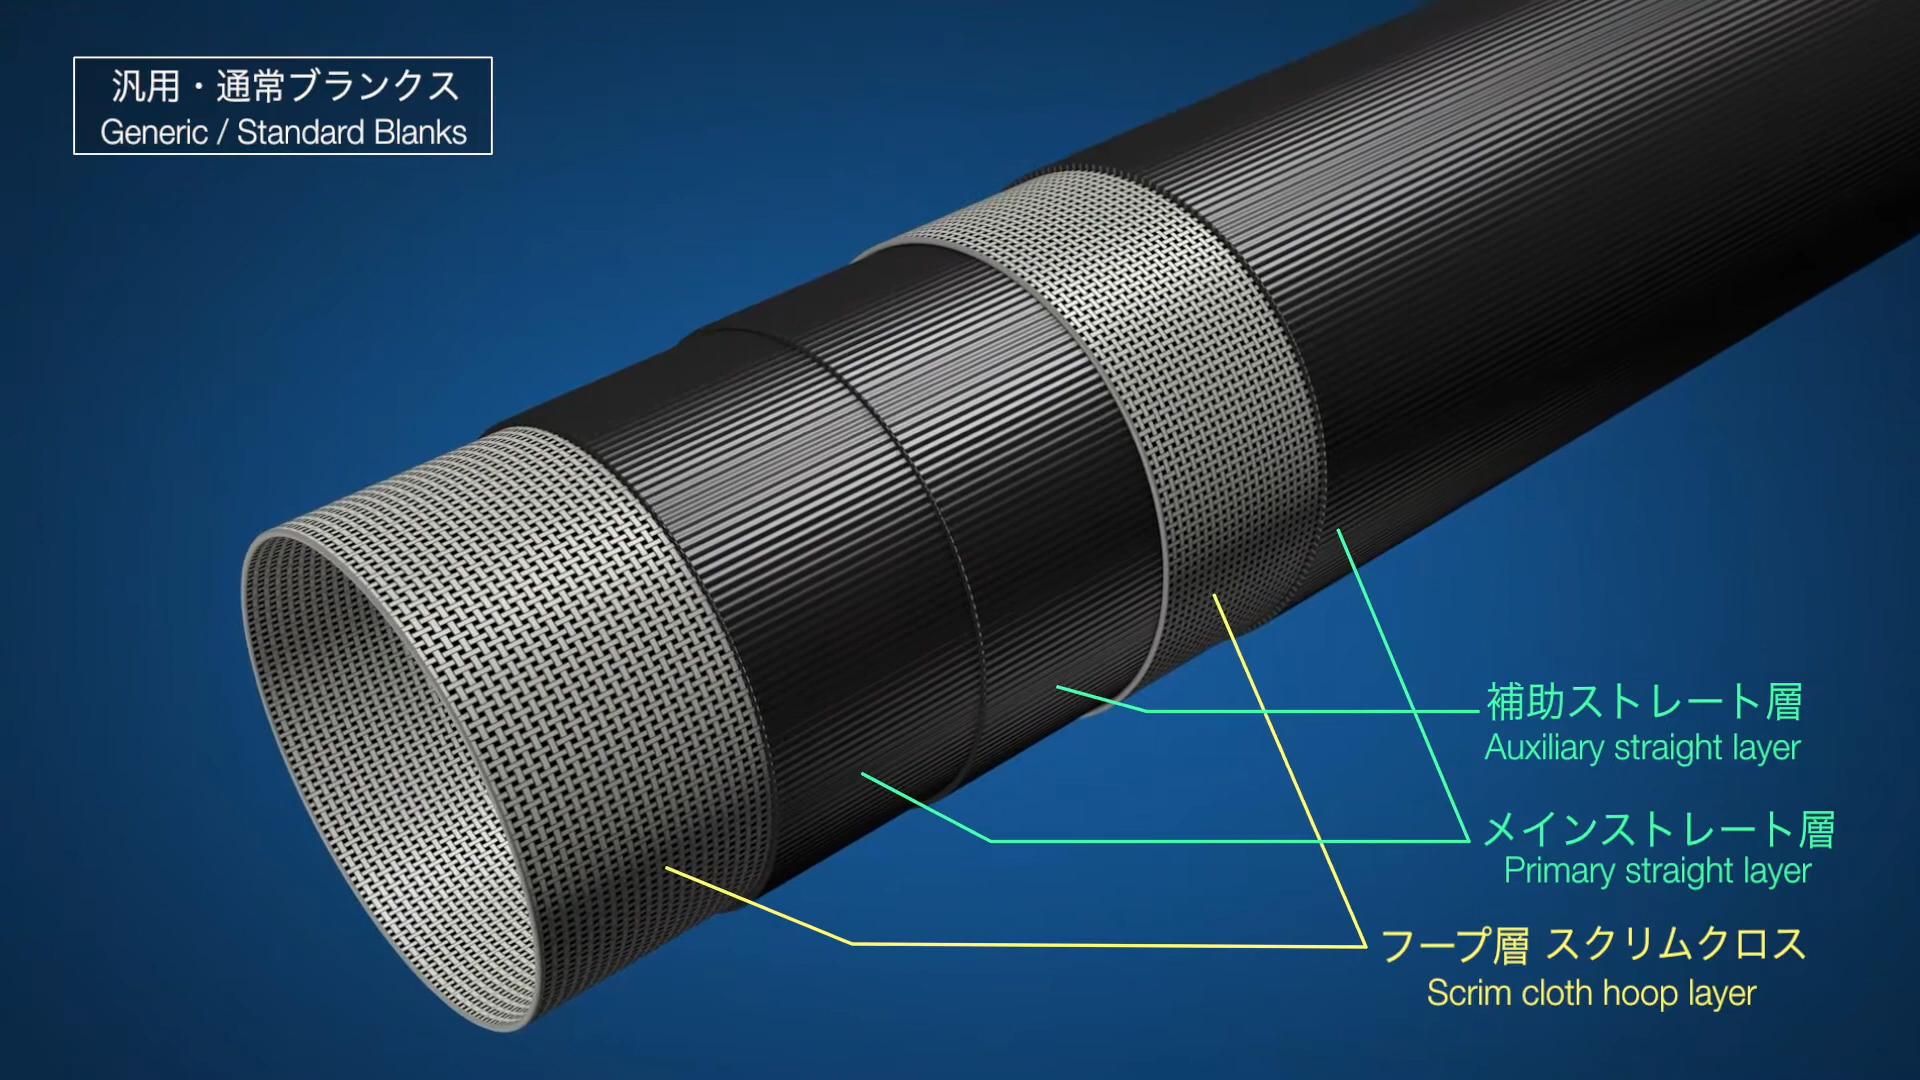 汎用・通常ブランクス
Generic / Standard Blanks
補助ストレート層
Auxiliary straight layer
メインストレート層
Primary straight layer
フープ層 スクリムクロス
Scrim cloth hoop layer